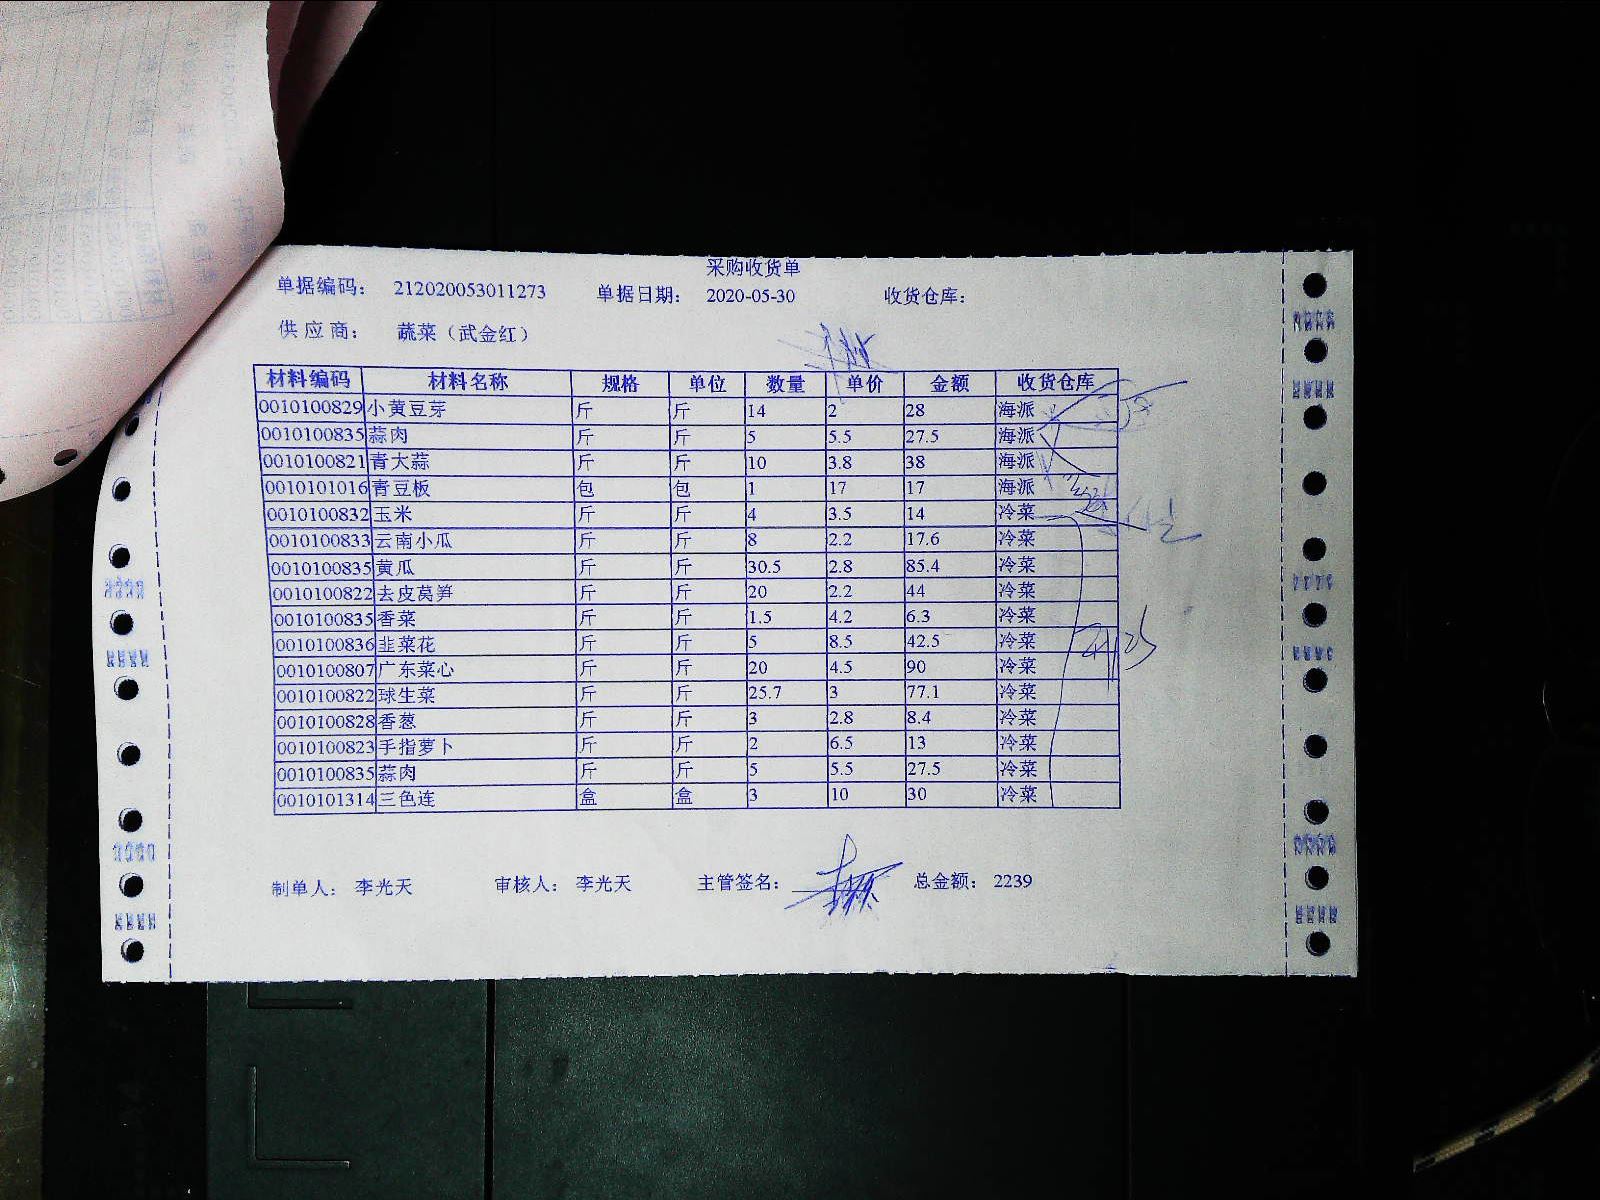 采购收货单
单据编码: 212020053011273 单据日期: 2020-05-30 收货仓库:
供应商: 蔬菜（武金红）
材料编码 材料名称 规格 单位 数量 单价 金额 收货仓库
0010100829 小黄豆芽 斤 斤 14 2 28 海派
0010100835 蒜肉 斤 斤 5 5.5 27.5 海派
0010100821 青大蒜 斤 斤 10 3.8 38 海派
0010101016 青豆板 包 包 1 17 17 海派
0010100832 玉米 斤 斤 4 3.5 14 冷菜
0010100833 云南小瓜 斤 斤 8 2.2 17.6 冷菜
0010100835 黄瓜 斤 斤 30.5 2.8 85.4 冷菜
0010100822 去皮莴笋 斤 斤 20 2.2 44 冷菜
0010100835 香菜 斤 斤 1.5 4.2 6.3 冷菜
0010100836 韭菜花 斤 斤 5 8.5 42.5 冷菜
0010100807 广东菜心 斤 斤 20 4.5 90 冷菜
0010100822 球生菜 斤 斤 25.7 3 77.1 冷菜
0010100828 香葱 斤 斤 3 2.8 8.4 冷菜
0010100823 手指萝卜 斤 斤 2 6.5 13 冷菜
0010100835 蒜肉 斤 斤 5 5.5 27.5 冷菜
0010101314 三色连 盒 盒 3 10 30 冷菜
制单人: 李光天 审核人: 李光天 主管签名: 总金额: 2239